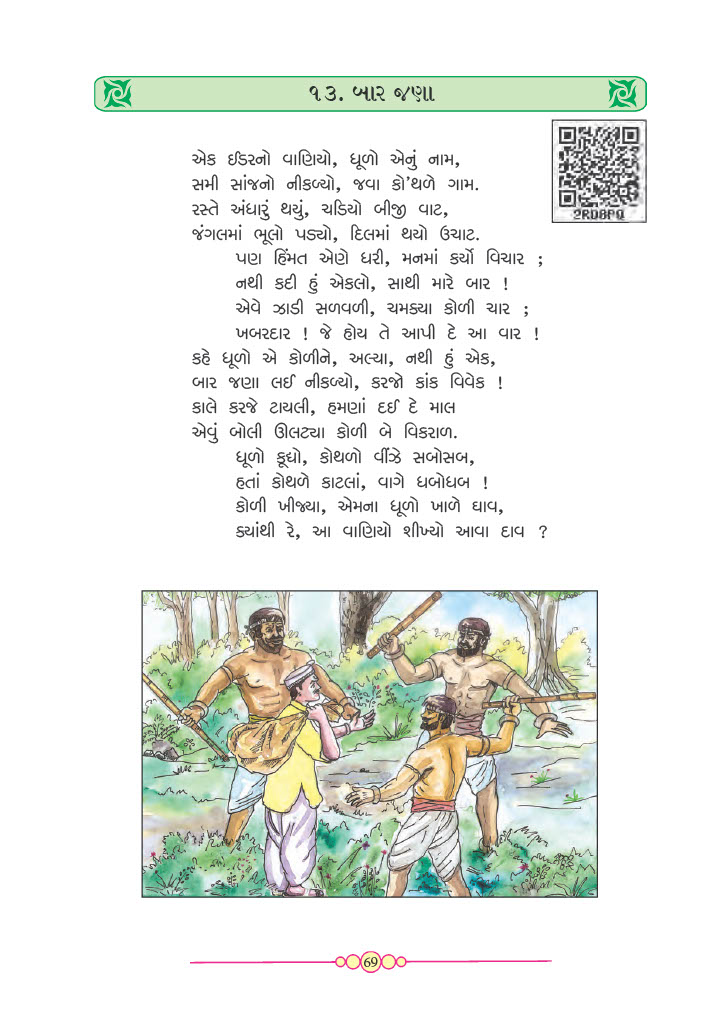 ૧૩. બાર જણા
2RD8PQ
એક ઈડરનો વાણિયો, ધૂળો એનું નામ,
સમી સાંજનો નીકળ્યો, જવા કો'થળે ગામ.
રસ્તે અંધારું થયું, ચડિયો બીજી વાટ,
જંગલમાં ભૂલો પડ્યો, દિલમાં થયો ઉચાટ.
પણ હિંમત એણે ધરી, મનમાં કર્યો વિચાર ;
નથી કદી હું એકલો, સાથી મારે બાર !
એવે ઝાડી સળવળી, ચમક્યા કોળી ચાર ;
ખબરદાર ! જે હોય તે આપી દે આ વાર !
કહે ધૂળો એ કોળીને, અલ્યા, નથી હું એક,
બાર જણા લઈ નીકળ્યો, કરજો કાંક વિવેક !
કાલે કરજે ટાયલી, હમણાં દઈ દે માલ
એવું બોલી ઊલટ્યા કોળી બે વિકરાળ.
ધૂળો કૂદ્યો, કોથળો વીંઝે સબોસબ,
હતાં કોથળે કાટલાં, વાગે ધબોધબ !
કોળી ખીજ્યા, એમના ધૂળો ખાળે ઘાવ,
ક્યાંથી રે, આ વાણિયો શીખ્યો આવા દાવ ?
69